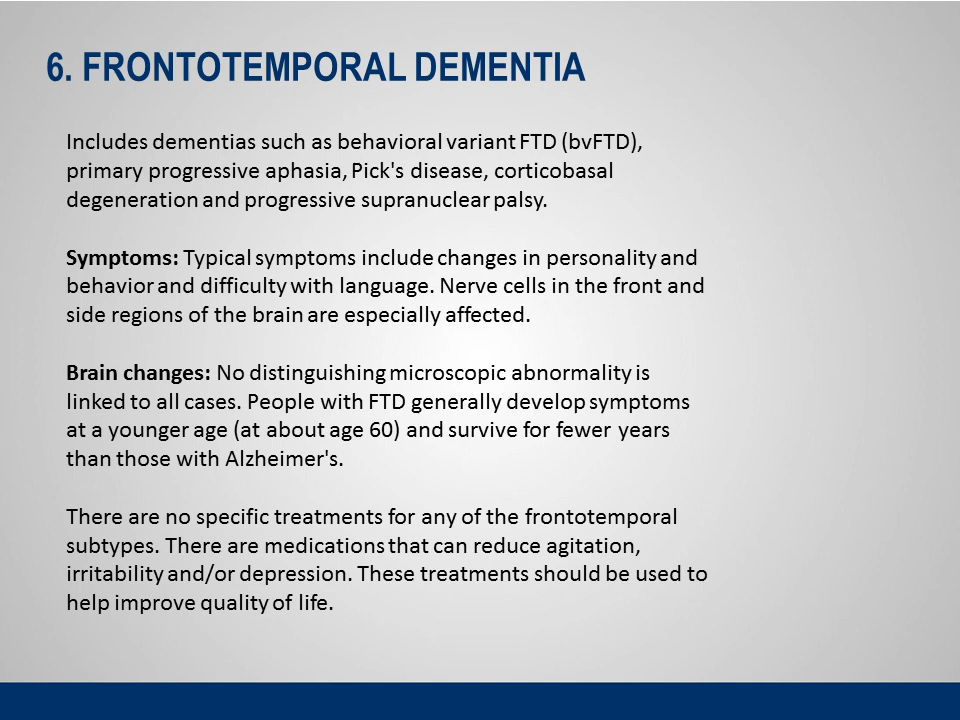 6. FRONTOTEMPORAL DEMENTIA
Includes dementias such as behavioral variant FTD (bvFTD),
primary progressive aphasia, Pick's disease, corticobasal
degeneration and progressive supranuclear palsy.
Symptoms: Typical symptoms include changes in personality and
behavior and difficulty with language. Nerve cells in the front and
side regions of the brain are especially affected.
Brain changes: No distinguishing microscopic abnormality is
linked to all cases. People with FTD generally develop symptoms
at a younger age (at about age 60) and survive for fewer years
than those with Alzheimer's.
There are no specific treatments for any of the frontotemporal
subtypes. There are medications that can reduce agitation,
irritability and/or depression. These treatments should be used to
help improve quality of life.